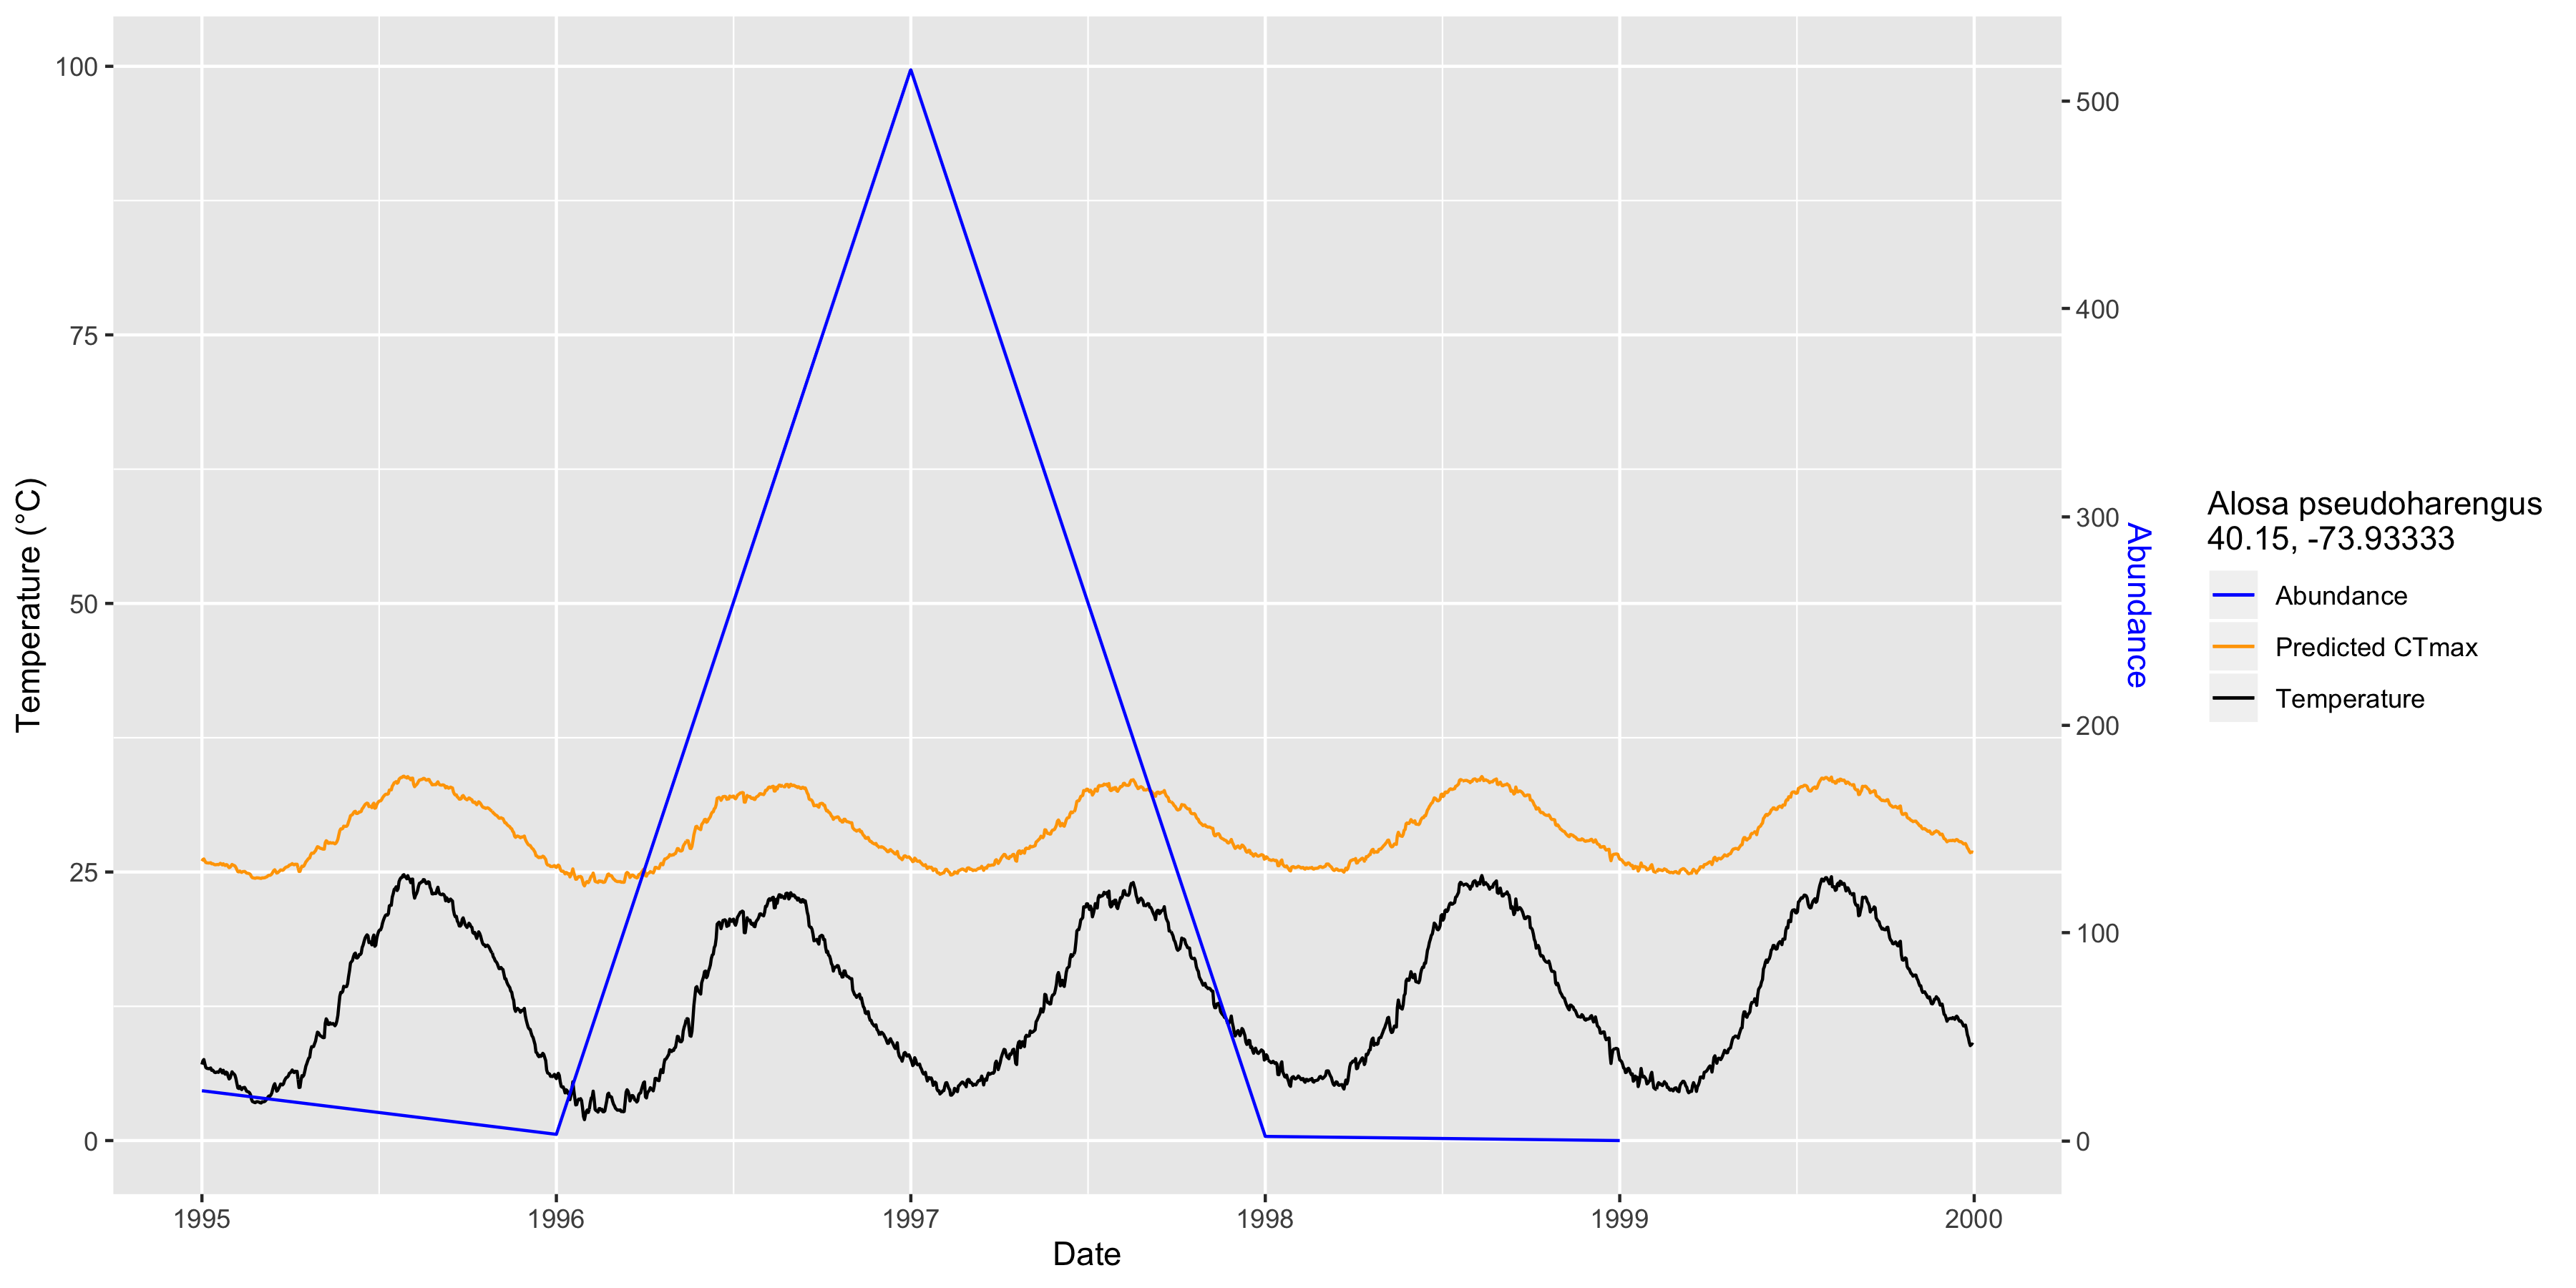 100
75
50
25
0
Temperature (°C)
500
400
300
200
100
0
Abundance
1995 1996 1997 1998 1999 2000
Date
Alosa pseudoharengus
40.15, -73.93333
Abundance
Predicted CTmax
Temperature